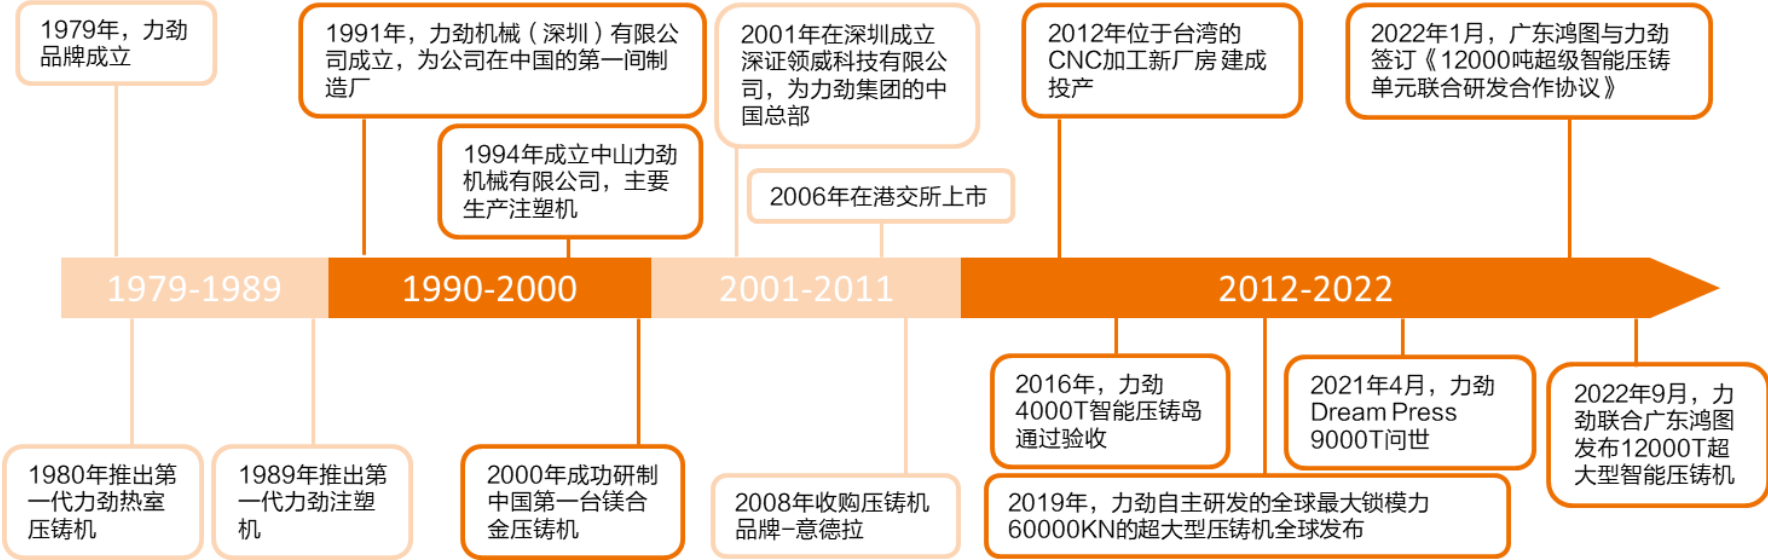 1979年，力劲
品牌成立
1991年，力劲机械（深圳）有限公
司成立，为公司在中国的第一间制
造厂
1994年成立中山力劲
机械有限公司，主要
生产注塑机
2001年在深圳成立
深证领威科技有限公
司，为力劲集团的中
国总部
2006年在港交所上市
2012年位于台湾的
CNC加工新厂房建成
投产
2022年1月，广东鸿图与力劲
签订《12000吨超级智能压铸
单元联合研发合作协议》
1979-1989
1990-2000
2001-2011
2012-2022
1980年推出第
一代力劲热室
压铸机
1989年推出第
一代力劲注塑
机
2000年成功研制
中国第一台镁合
金压铸机
2008年收购压铸机
品牌–意德拉
2016年，力劲
4000T智能压铸岛
通过验收
2019年，力劲自主研发的全球最大锁模力
60000KN的超大型压铸机全球发布
2021年4月，力劲
Dream Press
9000T问世
2022年9月，力
劲联合广东鸿图
发布12000T超
大型智能压铸机